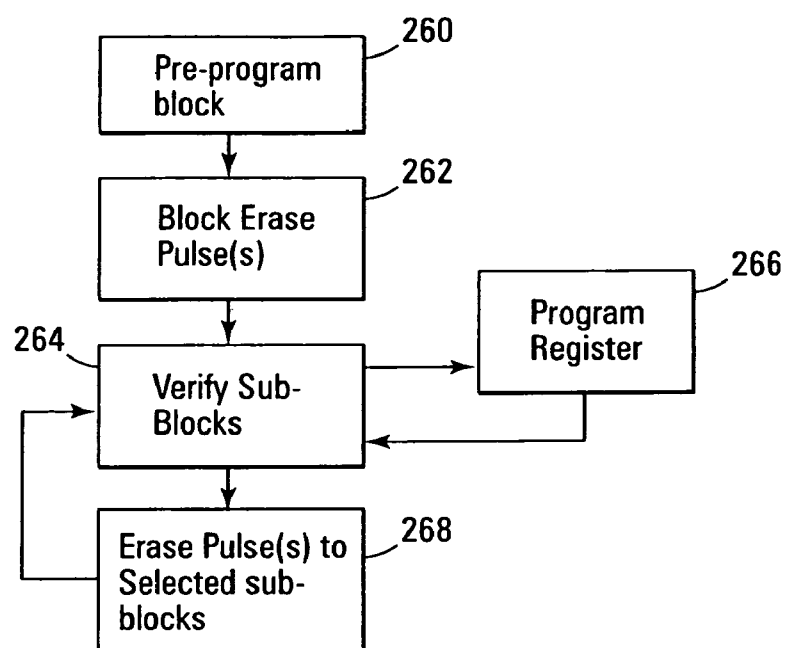 260
Pre-program
block
262
Block Erase
Pulse(s)
264
Verify Sub-
Blocks
266
Program
Register
268
Erase Pulse(s) to
Selected sub-
blocks